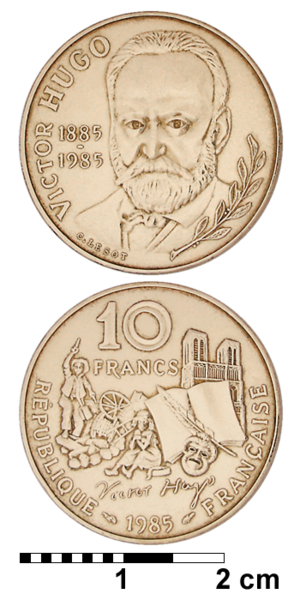 VICTOR HUGO
1885
-
1985
C. LESOT
10
FRANCS
RÉPUBLIQUE FRANÇAISE
Victor Hugo
1985
1 2 cm